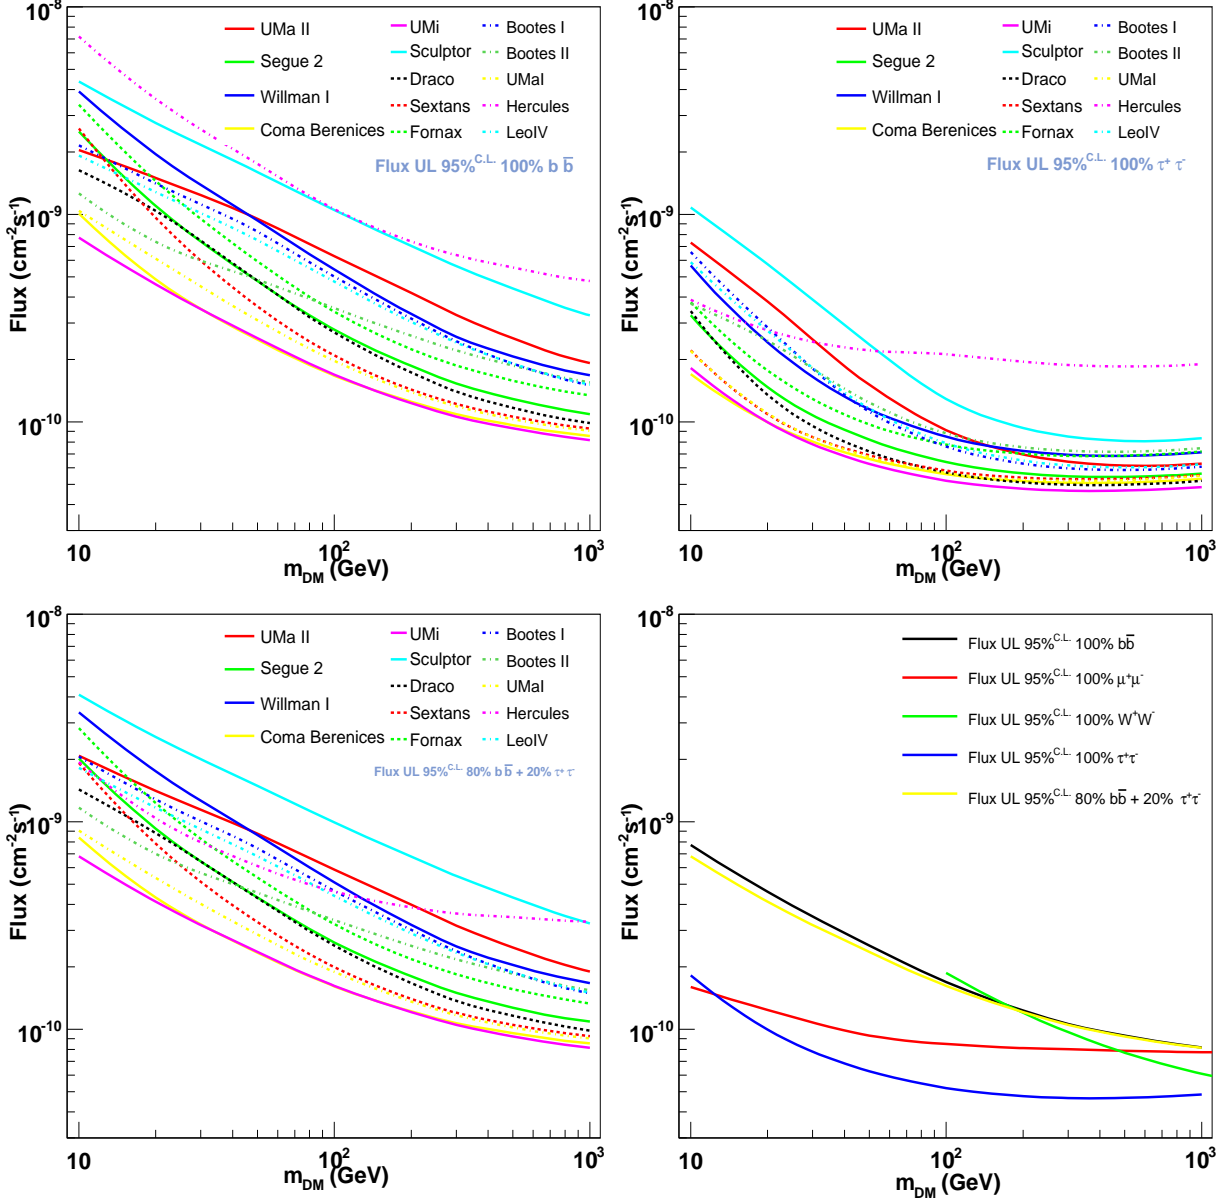 10⁻⁸
10⁻⁹
10⁻¹⁰
Flux (cm⁻²s⁻¹)
UMa II
Segue 2
Willman I
Coma Berenices
UMi
Sculptor
Draco
Sextans
Fornax
Bootes I
Bootes II
UMaI
Hercules
LeoIV
Flux UL 95%^C.L. 100% b b̅
10
10²
10³
m_DM (GeV)
10⁻⁸
10⁻⁹
10⁻¹⁰
Flux (cm⁻²s⁻¹)
UMa II
Segue 2
Willman I
Coma Berenices
UMi
Sculptor
Draco
Sextans
Fornax
Bootes I
Bootes II
UMaI
Hercules
LeoIV
Flux UL 95%^C.L. 100% τ⁺ τ⁻
10
10²
10³
m_DM (GeV)
10⁻⁸
10⁻⁹
10⁻¹⁰
Flux (cm⁻²s⁻¹)
UMa II
Segue 2
Willman I
Coma Berenices
UMi
Sculptor
Draco
Sextans
Fornax
Bootes I
Bootes II
UMaI
Hercules
LeoIV
Flux UL 95%^C.L. 80% b b̅ + 20% τ⁺ τ⁻
10
10²
10³
m_DM (GeV)
10⁻⁸
10⁻⁹
10⁻¹⁰
Flux (cm⁻²s⁻¹)
Flux UL 95%^C.L. 100% bb̅
Flux UL 95%^C.L. 100% μ⁺μ⁻
Flux UL 95%^C.L. 100% W⁺W⁻
Flux UL 95%^C.L. 100% τ⁺τ⁻
Flux UL 95%^C.L. 80% bb̅ + 20% τ⁺τ⁻
10
10²
10³
m_DM (GeV)